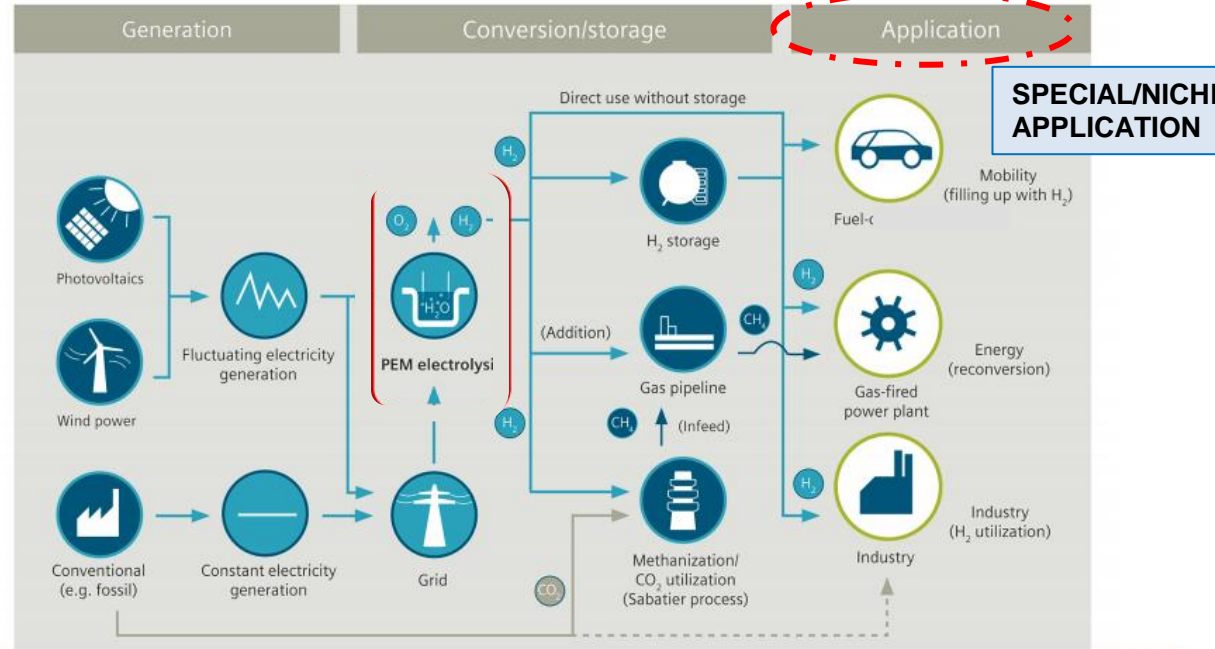 Generation
Conversion/storage
Application
SPECIAL/NICH
APPLICATION
Direct use without storage
H₂
O₂
H₂
H₂O
PEM electrolysi
Photovoltaics
Wind power
Fluctuating electricity
generation
Conventional
(e.g. fossil)
Constant electricity
generation
Grid
H₂
CO₂
H₂ storage
(Addition)
Gas pipeline
CH₄
CH₄
(Infeed)
Methanization/
CO₂ utilization
(Sabatier process)
Mobility
(filling up with H₂)
Fuel-c
H₂
Energy
(reconversion)
Gas-fired
power plant
H₂
Industry
(H₂ utilization)
Industry